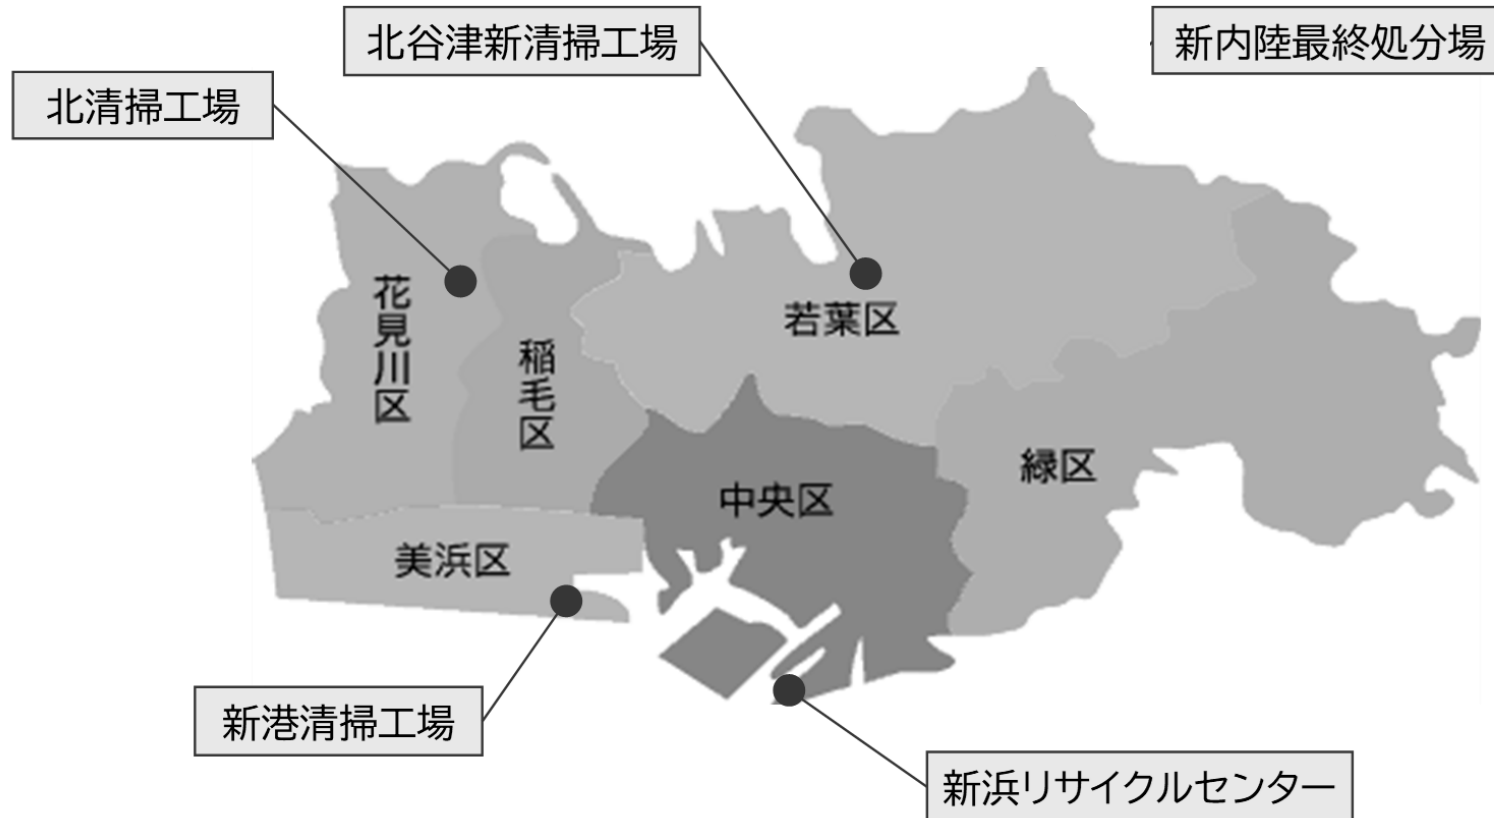 北谷津新清掃工場
新内陸最終処分場
北清掃工場
花見川区
稲毛区
若葉区
緑区
中央区
美浜区
新港清掃工場
新浜リサイクルセンター